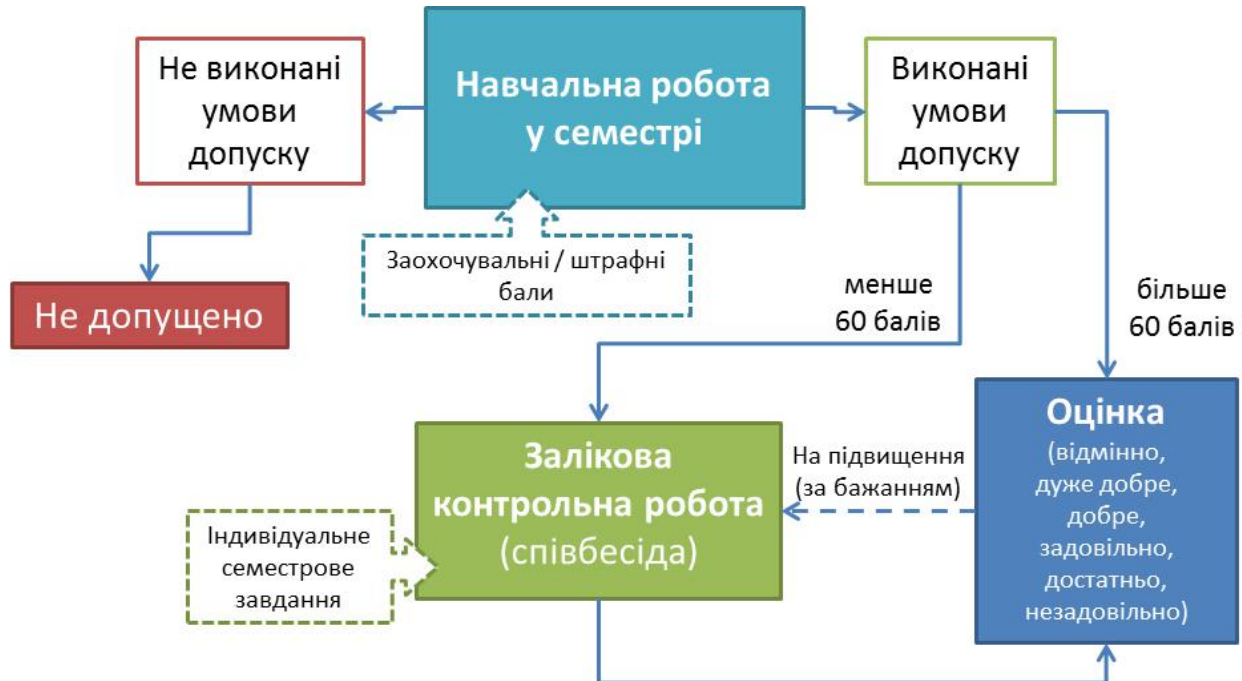 Не виконані
умови
допуску
Навчальна робота
у семестрі
Виконані
умови
допуску
Заохочувальні / штрафні
бали
Не допущено
менше
60 балів
більше
60 балів
Залікова
контрольна робота
(співбесіда)
На підвищення
(за бажанням)
Оцінка
(відмінно,
дуже добре,
добре,
задовільно,
достатньо,
незадовільно)
Індивідуальне
семестрове
завдання